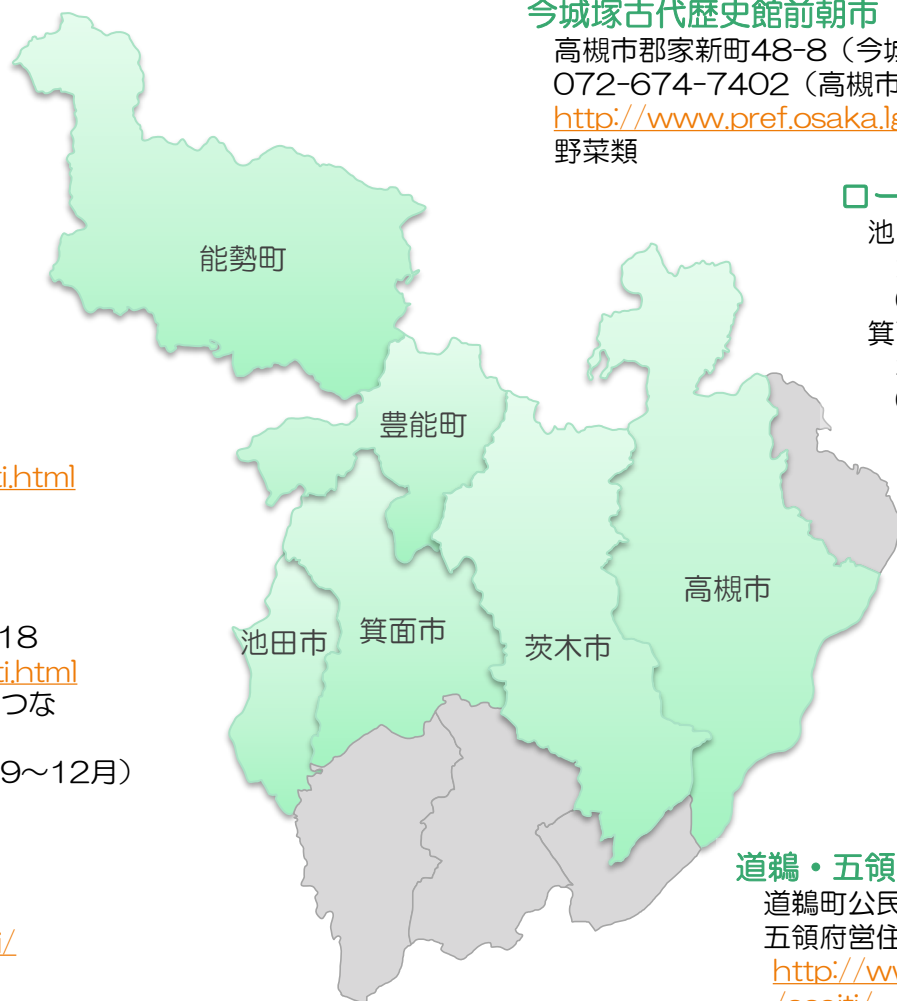 今城塚古代歴史館前朝市
高槻市郡家新町48-8（今城
072-674-7402（高槻市
http://www.pref.osaka.lg
野菜類
ロー
池
箕
能勢町
豊能町
高槻市
池田市
箕面市
茨木市
i.html
18
ti.html
つな
9～12月）
i/
道鵜・五領
道鵜町公民
五領府営住
http://ww